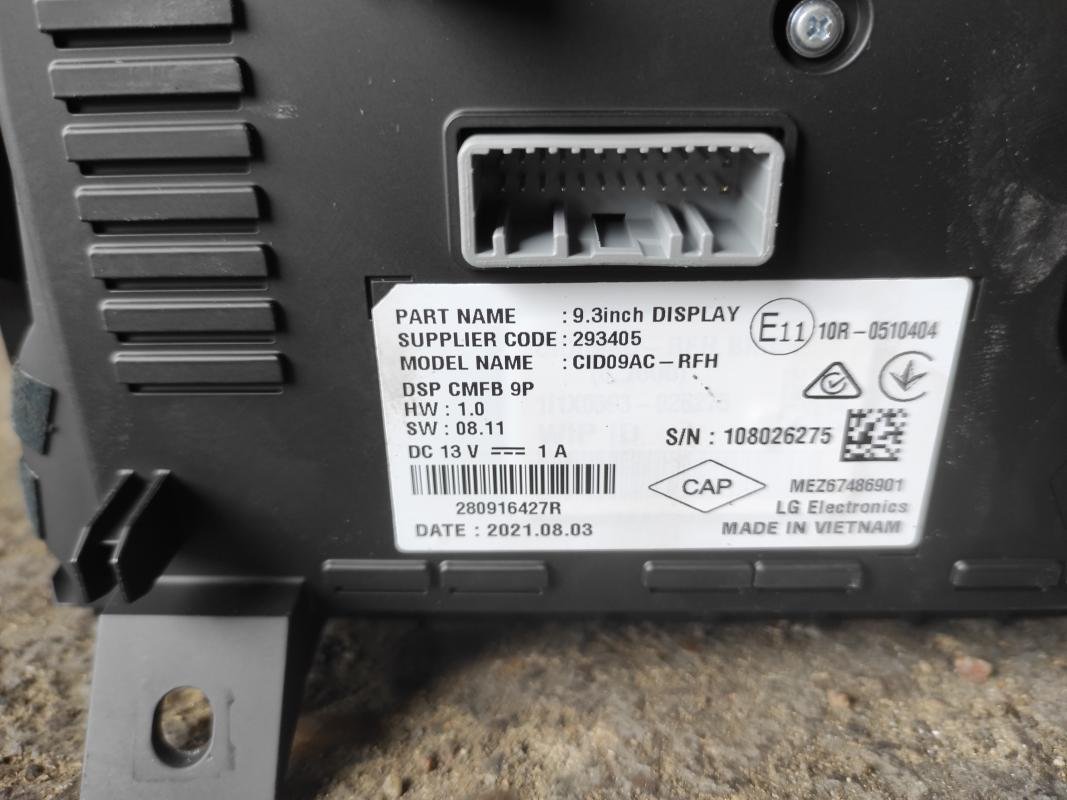 PART NAME : 9.3inch DISPLAY
SUPPLIER CODE : 293405
MODEL NAME : CID09AC-RFH
DSP CMFB 9P
HW : 1.0
SW : 08.11
DC 13 V 1 A
280916427R
DATE : 2021.08.03
E11 10R-0510404
S/N : 108026275
CAP
MEZ67486901
LG Electronics
MADE IN VIETNAM